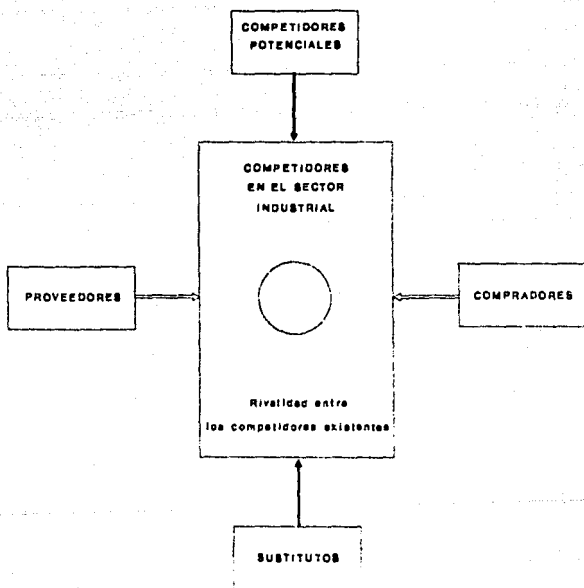 COMPETIDORES
POTENCIALES
COMPETIDORES
EN EL SECTOR
INDUSTRIAL
PROVEEDORES
COMPRADORES
Rivalidad entre
los competidores existentes
SUSTITUTOS